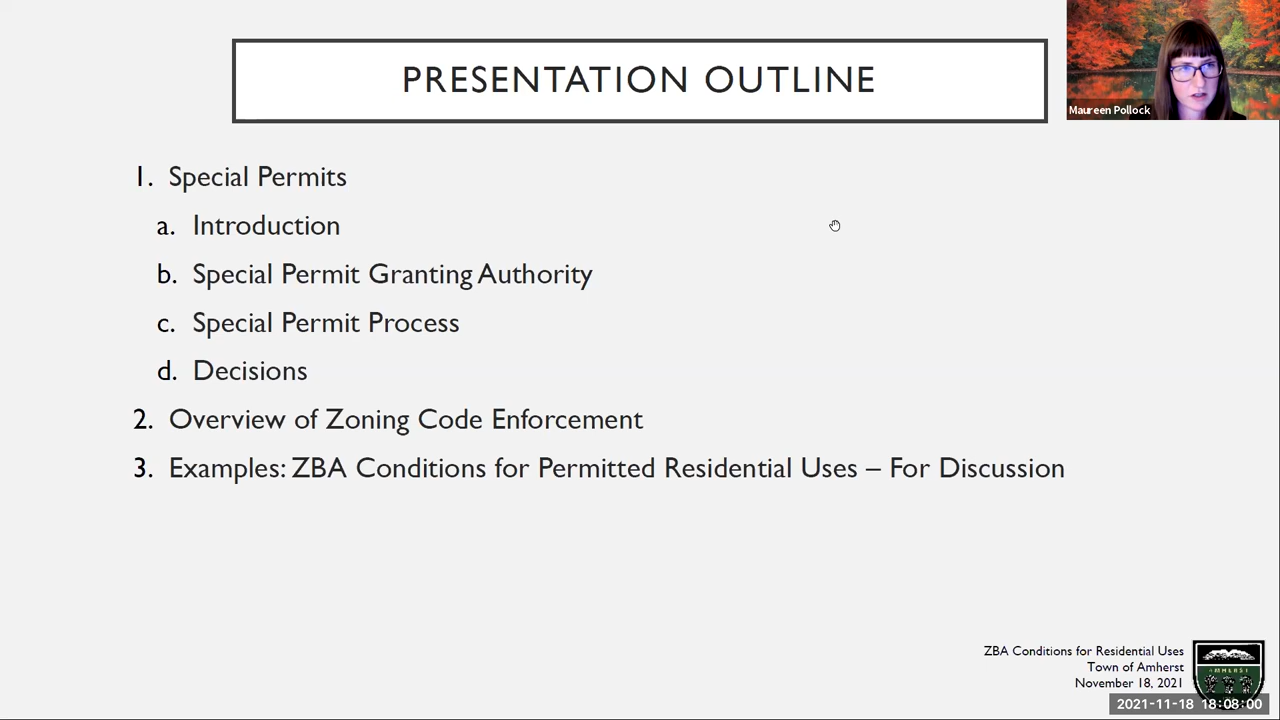 PRESENTATION OUTLINE
Maureen Pollock
1. Special Permits
a. Introduction
b. Special Permit Granting Authority
c. Special Permit Process
d. Decisions
2. Overview of Zoning Code Enforcement
3. Examples: ZBA Conditions for Permitted Residential Uses – For Discussion
ZBA Conditions for Residential Uses
Town of Amherst
November 18, 2021
AMHERST
2021-11-18 18:08:00